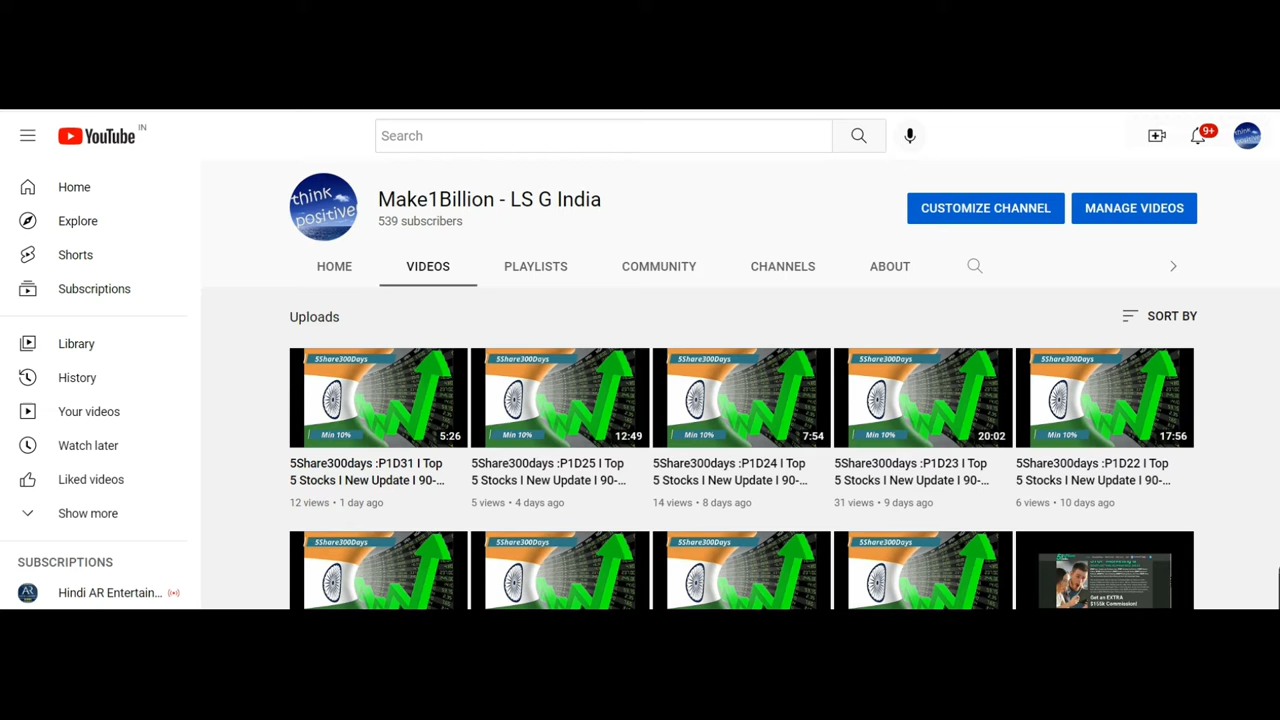 YouTube IN
Search
9+
Home
Explore
Shorts
Subscriptions
Library
History
Your videos
Watch later
Liked videos
Show more
SUBSCRIPTIONS
Hindi AR Entertain...
think
positive
Make1Billion - LS G India
539 subscribers
CUSTOMIZE CHANNEL
MANAGE VIDEOS
HOME
VIDEOS
PLAYLISTS
COMMUNITY
CHANNELS
ABOUT
Uploads
SORT BY
5Share300Days
Min 10%
5:26
5Share300days :P1D31 I Top
5 Stocks I New Update I 90-...
12 views • 1 day ago
5Share300Days
Min 10%
12:49
5Share300days :P1D25 I Top
5 Stocks I New Update I 90-...
5 views • 4 days ago
5Share300Days
Min 10%
7:54
5Share300days :P1D24 I Top
5 Stocks I New Update I 90-...
14 views • 8 days ago
5Share300Days
Min 10%
20:02
5Share300days :P1D23 I Top
5 Stocks I New Update I 90-...
31 views • 9 days ago
5Share300Days
Min 10%
17:56
5Share300days :P1D22 I Top
5 Stocks I New Update I 90-...
6 views • 10 days ago
5Share300Days
5Share300Days
5Share300Days
5Share300Days
Get an EXTRA
Commission!